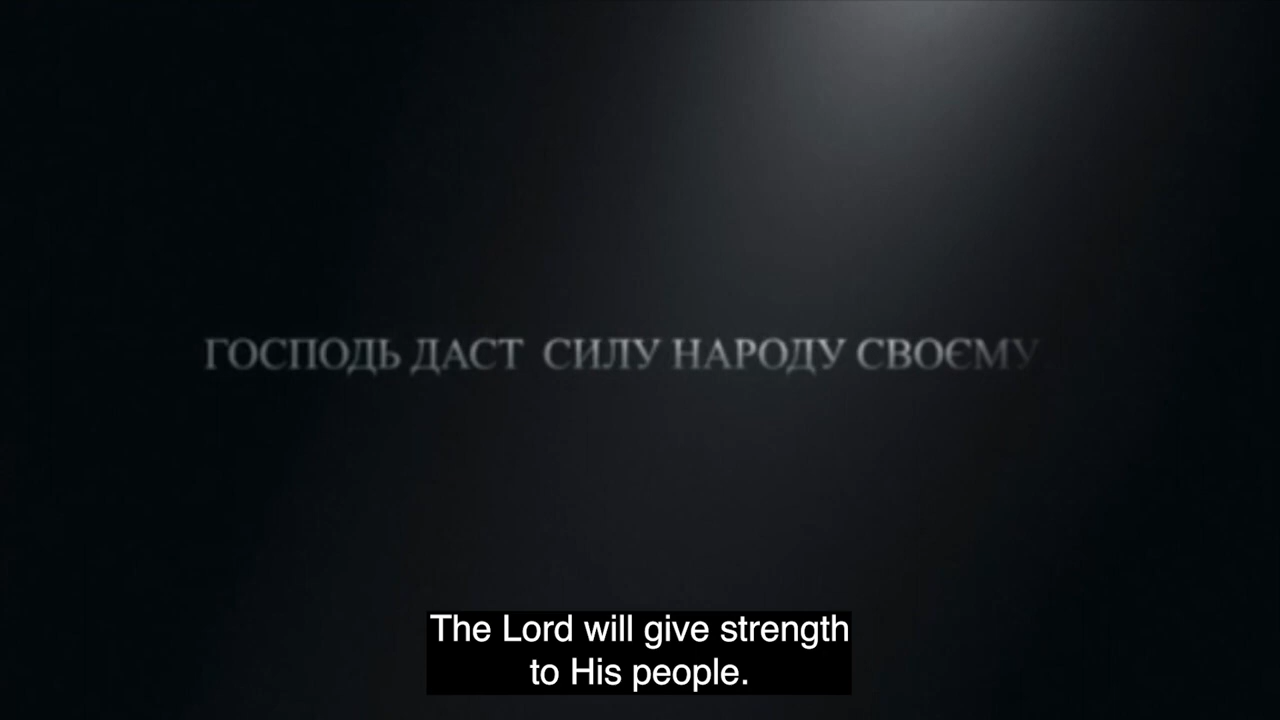 ГОСПОДЬ ДАСТ СИЛУ НАРОДУ СВОЄМУ
The Lord will give strength
to His people.